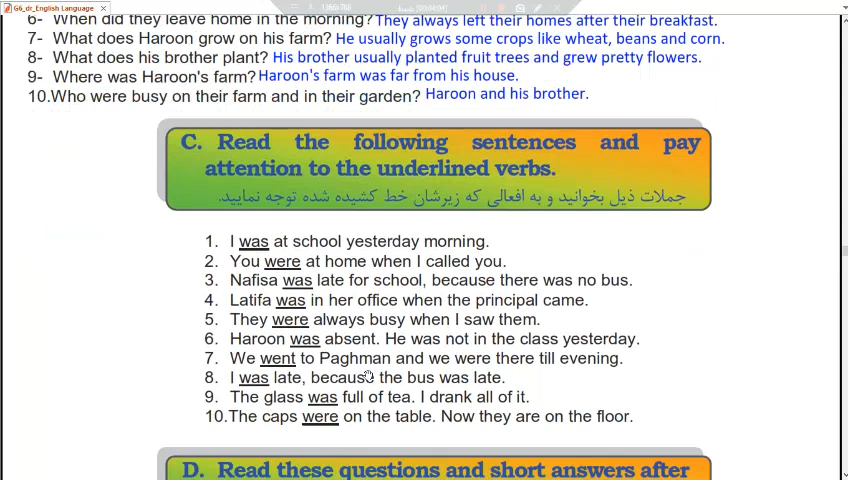 G6_dr_English Language
6- When did they leave home in the morning? They always left their homes after their breakfast.
7- What does Haroon grow on his farm? He usually grows some crops like wheat, beans and corn.
8- What does his brother plant? His brother usually planted fruit trees and grew pretty flowers.
9- Where was Haroon's farm? Haroon's farm was far from his house.
10.Who were busy on their farm and in their garden? Haroon and his brother.
C. Read the following sentences and pay
attention to the underlined verbs.
جملات ذیل بخوانید و به افعالی که زیرشان خط کشیده شده توجه نمایید.
1. I was at school yesterday morning.
2. You were at home when I called you.
3. Nafisa was late for school, because there was no bus.
4. Latifa was in her office when the principal came.
5. They were always busy when I saw them.
6. Haroon was absent. He was not in the class yesterday.
7. We went to Paghman and we were there till evening.
8. I was late, because the bus was late.
9. The glass was full of tea. I drank all of it.
10.The caps were on the table. Now they are on the floor.
D. Read these questions and short answers after